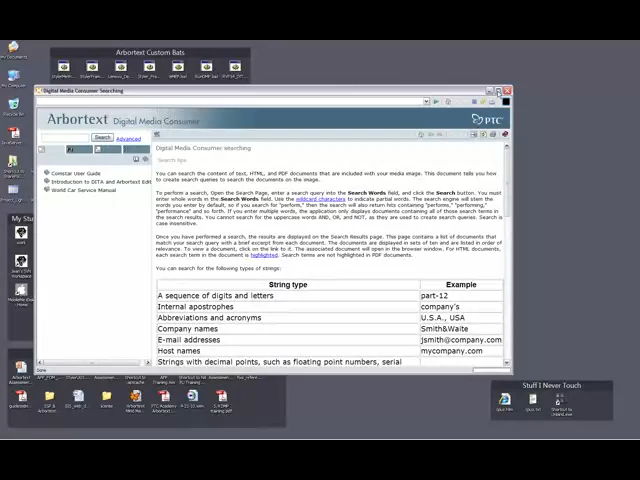 My Documents
Arbortext Custom Bats
My Computer
Recycle Bin
Digital Media Consumer Searching
Arbortext Digital Media Consumer
PTC
Search
Advanced
Comstar User Guide
Introduction to DITA and Arbortext Edit
World Car Service Manual
Digital Media Consumer searching
Search tips
You can search the content of text, HTML, and PDF documents that are included with your media image. This document tells you how
to create search queries to search the documents on the image.
To perform a search, Open the Search Page, enter a search query into the Search Words field, and click the Search button. You must
enter whole words in the Search Words field. Use the wildcard characters to indicate partial words. The search engine will stem
the words you enter by default, so if you search for "perform," then the search will also return hits containing "performs," "performing,"
"performance" and so forth. If you enter multiple words, the application only displays documents containing all of those search terms in
the search results. You cannot search for the uppercase words AND, OR, and NOT, as they are used to create search queries. Search is
case insensitive.
Once you have performed a search, the results are displayed on the Search Results page. This page contains a list of documents that
match your search query with a brief excerpt from each document. The documents are displayed in sets of ten and are listed in order of
relevance. To view a document, click on the link to it. The associated document will open in the browser window. For HTML documents,
each search term in the document is highlighted. Search terms are not highlighted in PDF documents.
You can search for the following types of strings:
String type Example
A sequence of digits and letters part-12
Internal apostrophes company's
Abbreviations and acronyms U.S.A., USA
Company names Smith&Waite
E-mail addresses jsmith@company.com
Host names mycompany.com
Strings with decimal points, such as floating point numbers, serial
Done
My Stu
work
Stuff I Never Touch